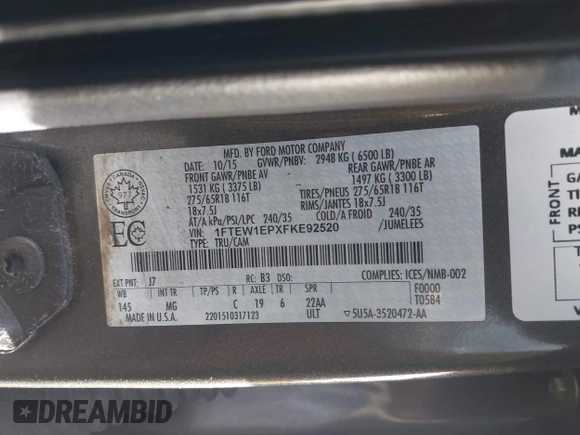 MFD. BY FORD MOTOR COMPANY
10/15 GVWR/PNBV: 2948 KG ( 6500 LB)
FRONT GAWR/PNBE AV REAR GAWR/PNBE AR
1531 KG ( 3375 LB) 1497 KG ( 3300 LB)
275/65R18 116T TIRES/PNEUS 275/65R18 116T
18x7.5J RIMS/JANTES 18x7.5J
AT/A kPa/PSI/LPC 240/35 COLD/A FROID 240/35
VIN: 1FTEW1EPXFKE92520 /JUMELEES
TYPE: TRU/CAM
CANADA
977
TRANSPORT
EC
EXT PNT: J7 RC: B3 DSO: COMPLIES: ICES/NMB-002
WB INT TR TP/PS R AXLE TR SPR F0000
145 MG C 19 6 22AA T0584
MADE IN U.S.A. 2201510317123 ULT 5U5A-3520472-AA
FRONT
DREAMBID